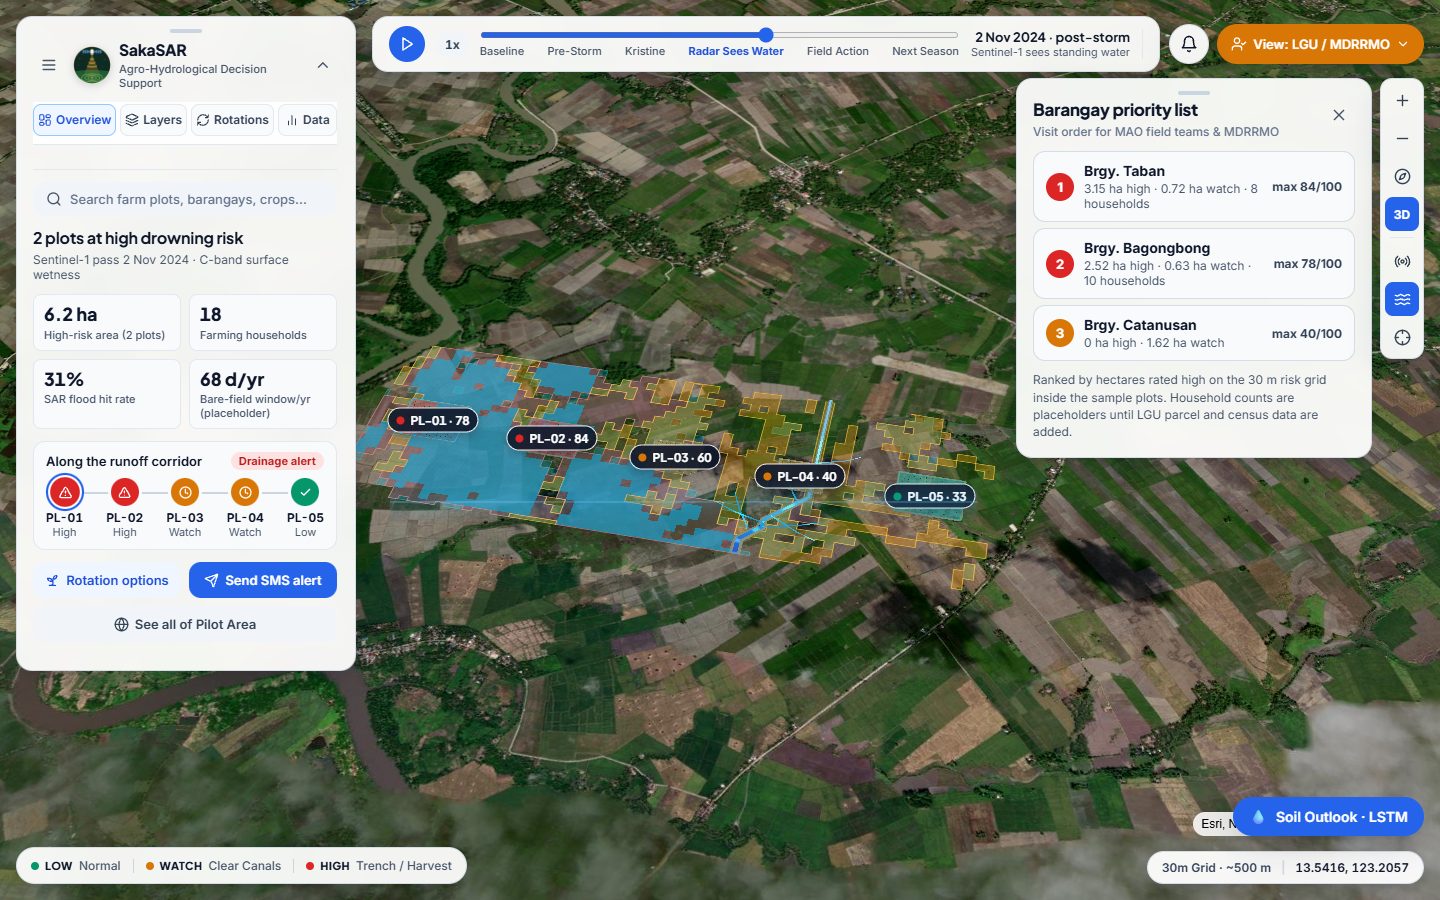 SakaSAR
Agro-Hydrological Decision
Support
Overview
Layers
Rotations
Data
Search farm plots, barangays, crops...
2 plots at high drowning risk
Sentinel-1 pass 2 Nov 2024 · C-band surface
wetness
6.2 ha
High-risk area (2 plots)
18
Farming households
31%
SAR flood hit rate
68 d/yr
Bare-field window/yr
(placeholder)
Along the runoff corridor
Drainage alert
PL-01
High
PL-02
High
PL-03
Watch
PL-04
Watch
PL-05
Low
Rotation options
Send SMS alert
See all of Pilot Area
1x
Baseline
Pre-Storm
Kristine
Radar Sees Water
Field Action
Next Season
2 Nov 2024 · post-storm
Sentinel-1 sees standing water
View: LGU / MDRRMO
Barangay priority list
Visit order for MAO field teams & MDRRMO
1
Brgy. Taban
3.15 ha high · 0.72 ha watch · 8
households
max 84/100
2
Brgy. Bagongbong
2.52 ha high · 0.63 ha watch ·
10 households
max 78/100
3
Brgy. Catanusan
0 ha high · 1.62 ha watch
max 40/100
Ranked by hectares rated high on the 30 m risk grid
inside the sample plots. Household counts are
placeholders until LGU parcel and census data are
added.
3D
PL-01 · 78
PL-02 · 84
PL-03 · 60
PL-04 · 40
PL-05 · 33
Esri,
Soil Outlook · LSTM
LOW Normal
WATCH Clear Canals
HIGH Trench / Harvest
30m Grid · ~500 m
13.5416, 123.2057